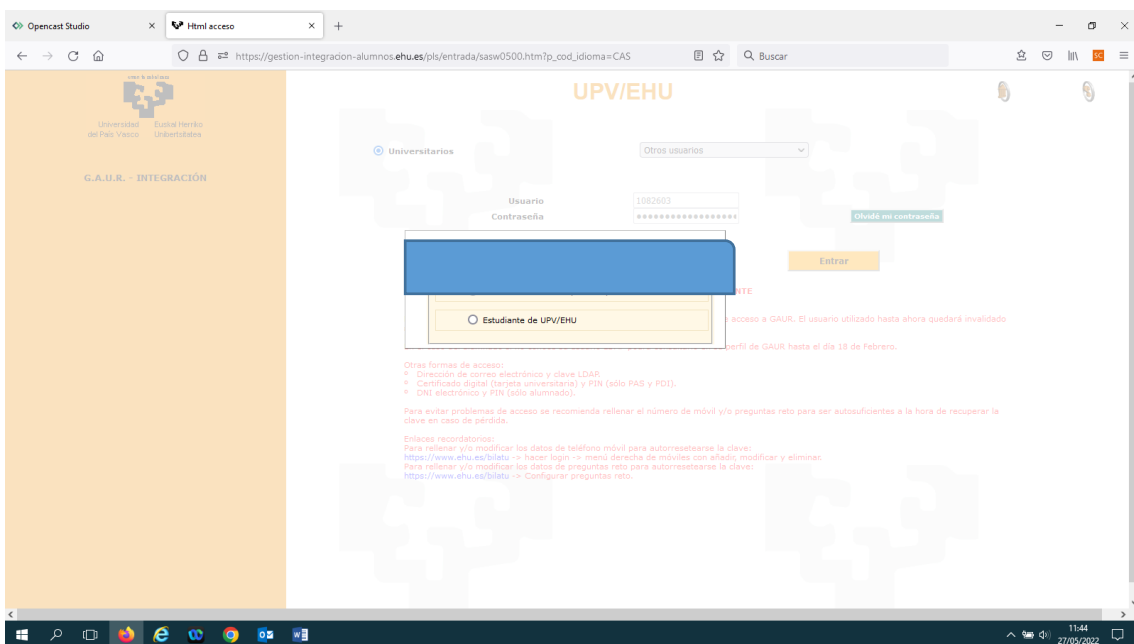 Opencast Studio
Html acceso
https://gestion-integracion-alumnos.ehu.es/pls/entrada/sasw0500.htm?p_cod_idioma=CAS
Buscar
SC
Universidad Euskal Herriko
del País Vasco Unibertsitatea
UPV/EHU
G.A.U.R. - INTEGRACIÓN
Universitarios
Otros usuarios
Usuario
1082603
Contraseña
Olvidé mi contraseña
Entrar
NTE
Estudiante de UPV/EHU
acceso a GAUR. El usuario utilizado hasta ahora quedará invalidado
perfil de GAUR hasta el día 18 de Febrero.
Otras formas de acceso:
Dirección de correo electrónico y clave LDAP.
Certificado digital (tarjeta universitaria) y PIN (sólo PAS y PDI).
DNI electrónico y PIN (sólo alumnado).
Para evitar problemas de acceso se recomienda rellenar el número de móvil y/o preguntas reto para ser autosuficientes a la hora de recuperar la
clave en caso de pérdida.
Enlaces recordatorios:
Para rellenar y/o modificar los datos de teléfono móvil para autorresetearse la clave:
https://www.ehu.es/bilatu -> hacer login -> menú derecha de móviles con añadir, modificar y eliminar.
Para rellenar y/o modificar los datos de preguntas reto para autorresetearse la clave:
https://www.ehu.es/bilatu -> Configurar preguntas reto.
11:44
27/05/2022